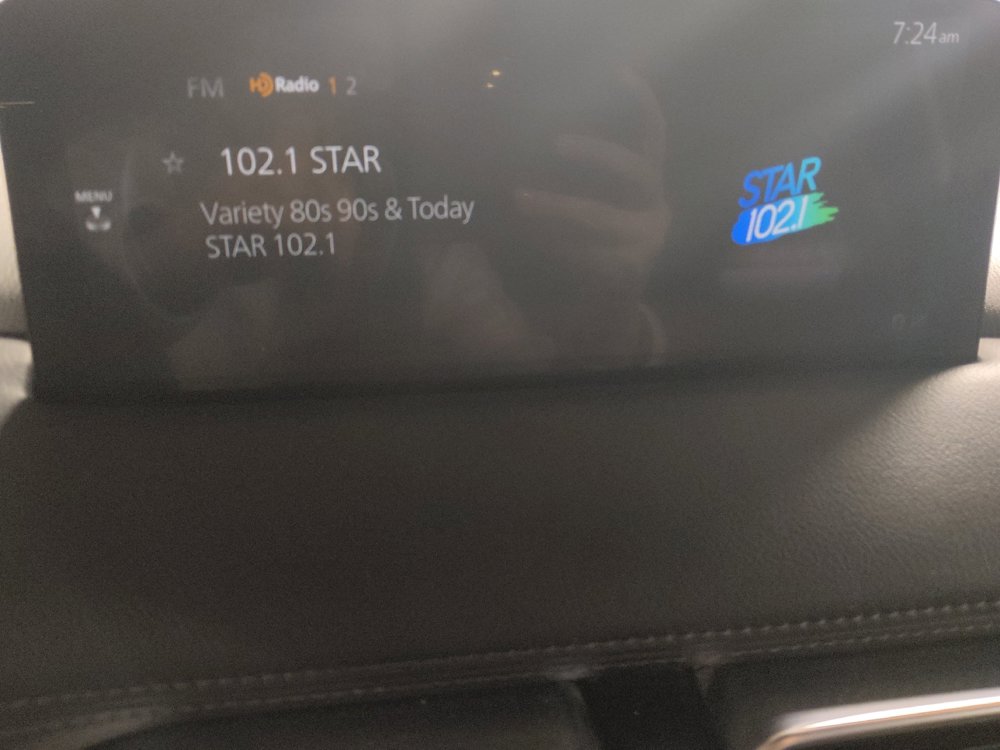 7:24am
FM HD Radio 1 2
102.1 STAR
MENU
Variety 80s 90s & Today
STAR 102.1
STAR
102.1